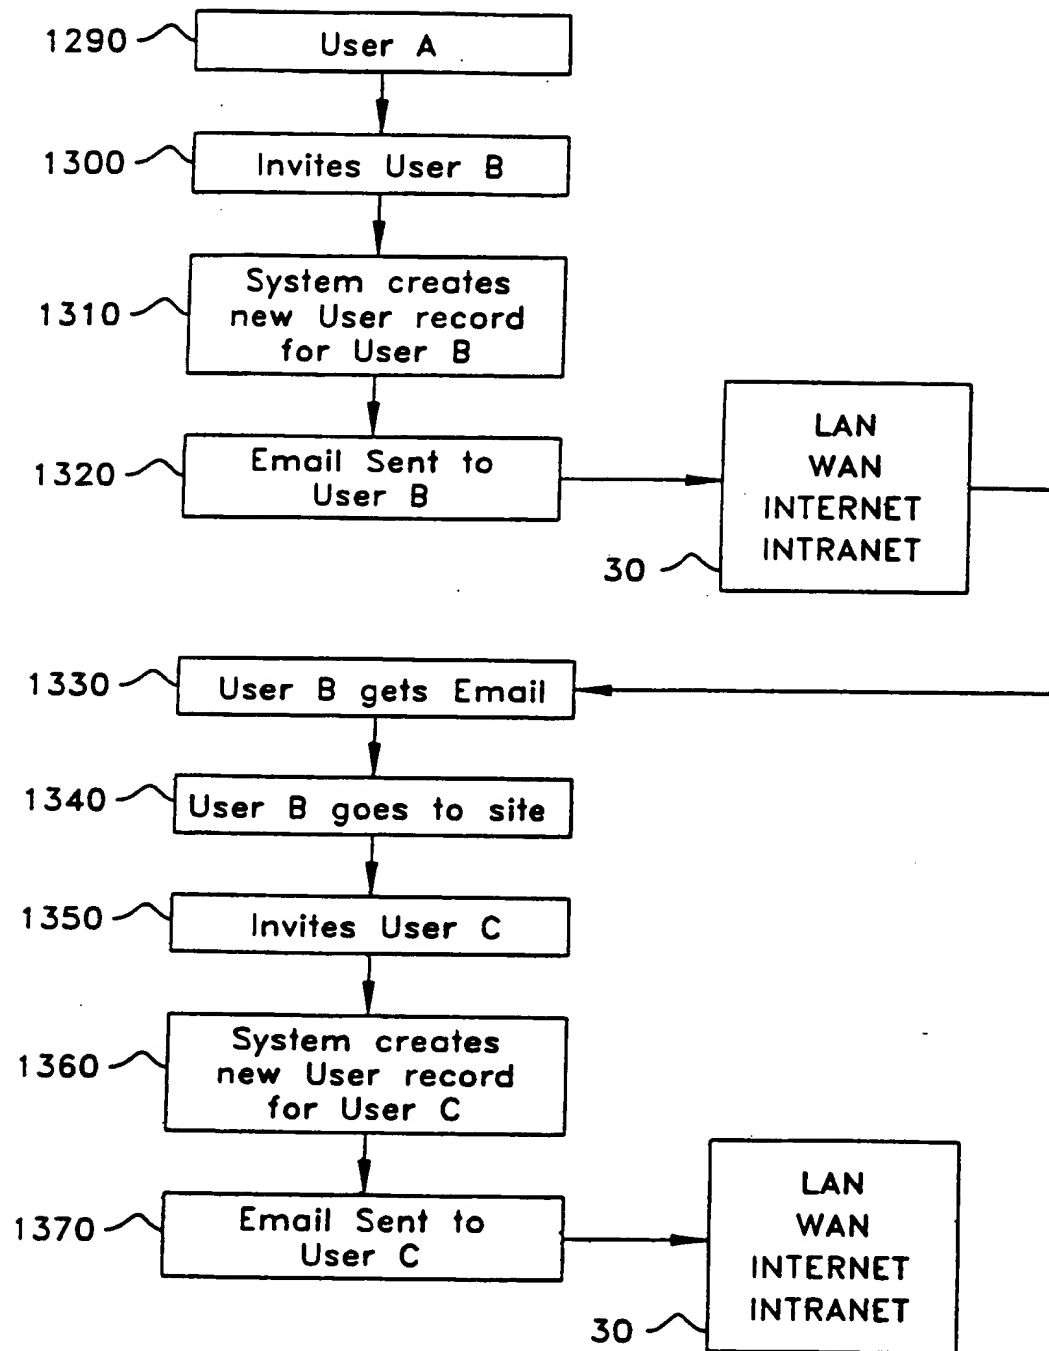 1290
User A
1300
Invites User B
1310
System creates
new User record
for User B
1320
Email Sent to
User B
LAN
WAN
INTERNET
INTRANET
30
1330
User B gets Email
1340
User B goes to site
1350
Invites User C
1360
System creates
new User record
for User C
1370
Email Sent to
User C
LAN
WAN
INTERNET
INTRANET
30